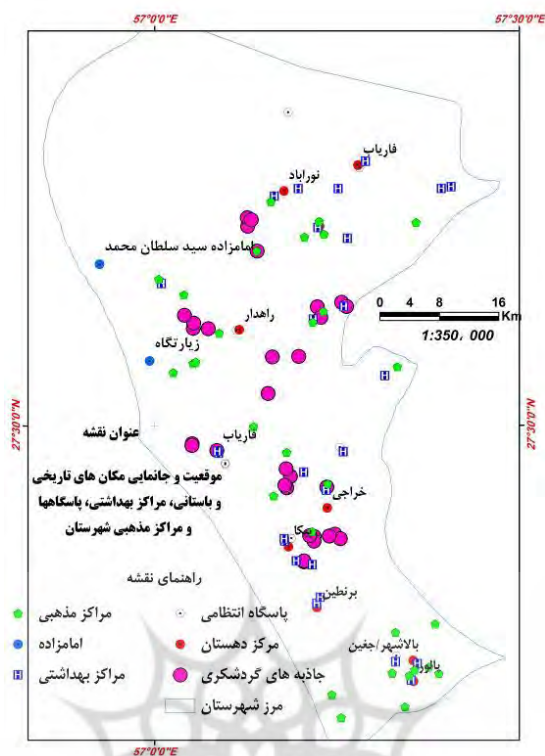 57°0'0"E
57°30'0"E
فاریاب
نوراباد
امامزاده سید سلطان محمد
0 4 8 16
Km
1:350، 000
راهدار
زیارتگاه
27°30'0"N
27°30'0"N
عنوان نقشه
فاریاب
موقعیت و جانمایی مکان های تاریخی
و باستانی، مراکز بهداشتی، پاسگاهها
و مراکز مذهبی شهرستان
خراجی
راهنمای نقشه
برنطین
مراکز مذهبی
پاسگاه انتظامی
امامزاده
مرکز دهستان
مراکز بهداشتی
جاذبه های گردشگری
مرز شهرستان
بالاشهر/جغین
57°0'0"E